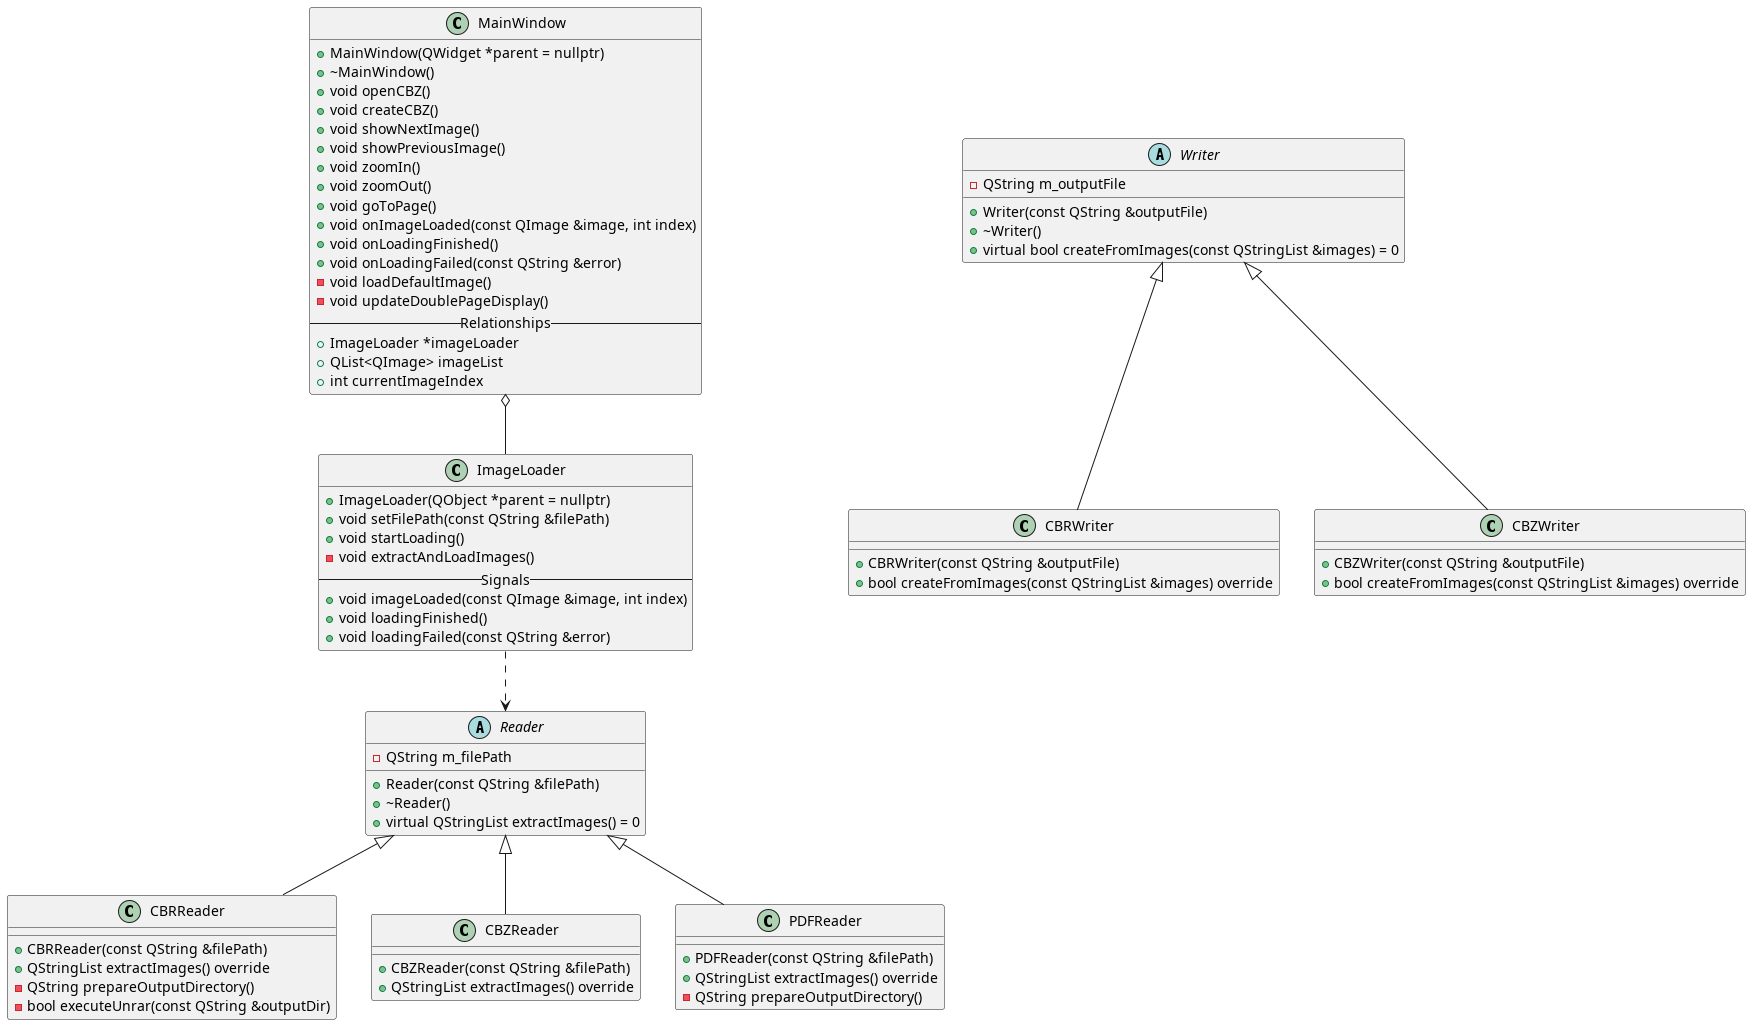 C MainWindow
MainWindow(QWidget *parent = nullptr)
~MainWindow()
void openCBZ()
void createCBZ()
void showNextImage()
void showPreviousImage()
void zoomIn()
void zoomOut()
void goToPage()
void onImageLoaded(const QImage &image, int index)
void onLoadingFinished()
void onLoadingFailed(const QString &error)
void loadDefaultImage()
void updateDoublePageDisplay()
Relationships
ImageLoader *imageLoader
QList<QImage> imageList
int currentImageIndex
A Writer
QString m_outputFile
Writer(const QString &outputFile)
~Writer()
virtual bool createFromImages(const QStringList &images) = 0
C ImageLoader
ImageLoader(QObject *parent = nullptr)
void setFilePath(const QString &filePath)
void startLoading()
void extractAndLoadImages()
Signals
void imageLoaded(const QImage &image, int index)
void loadingFinished()
void loadingFailed(const QString &error)
C CBRWriter
CBRWriter(const QString &outputFile)
bool createFromImages(const QStringList &images) override
C CBZWriter
CBZWriter(const QString &outputFile)
bool createFromImages(const QStringList &images) override
A Reader
QString m_filePath
Reader(const QString &filePath)
~Reader()
virtual QStringList extractImages() = 0
C CBRReader
CBRReader(const QString &filePath)
QStringList extractImages() override
QString prepareOutputDirectory()
bool executeUnrar(const QString &outputDir)
C CBZReader
CBZReader(const QString &filePath)
QStringList extractImages() override
C PDFReader
PDFReader(const QString &filePath)
QStringList extractImages() override
QString prepareOutputDirectory()